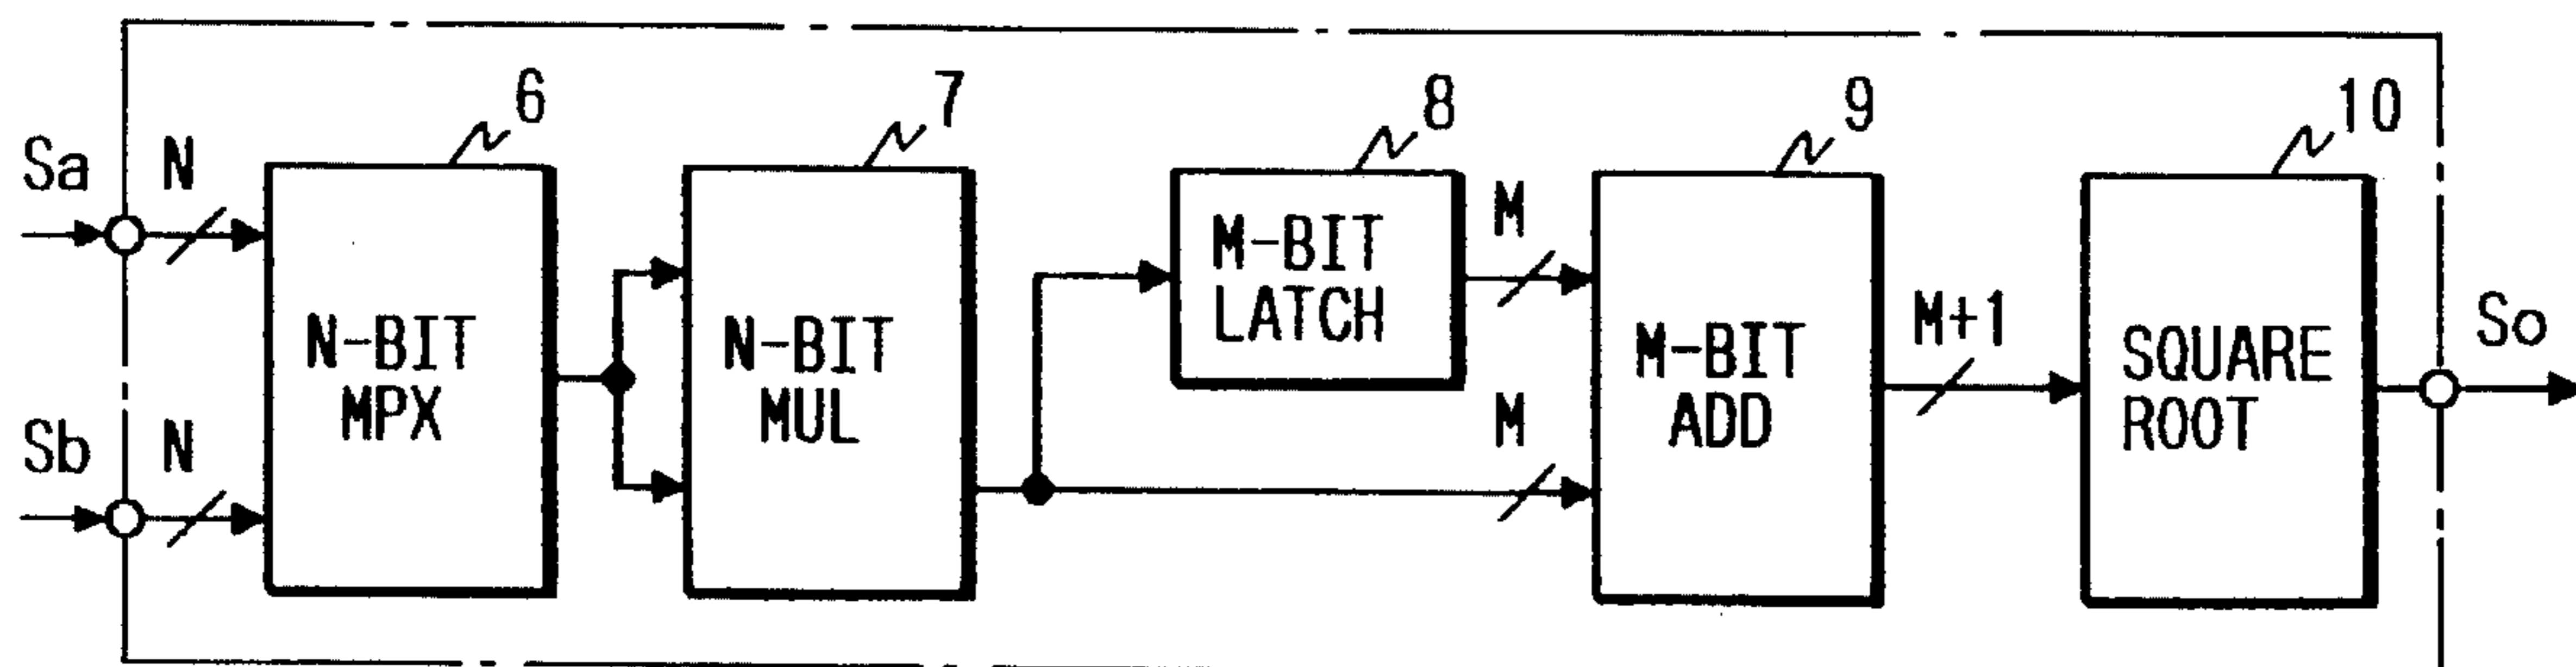 6
7
8
9
10
Sa
N
N-BIT
MPX
Sb
N
N-BIT
MUL
M-BIT
LATCH
M
M
M-BIT
ADD
M+1
SQUARE
ROOT
So